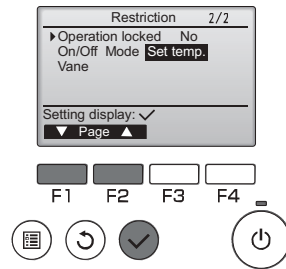 Restriction 2/2
Operation locked No
On/Off Mode Set temp.
Vane
Setting display: ✓
▼ Page ▲
F1 F2 F3 F4